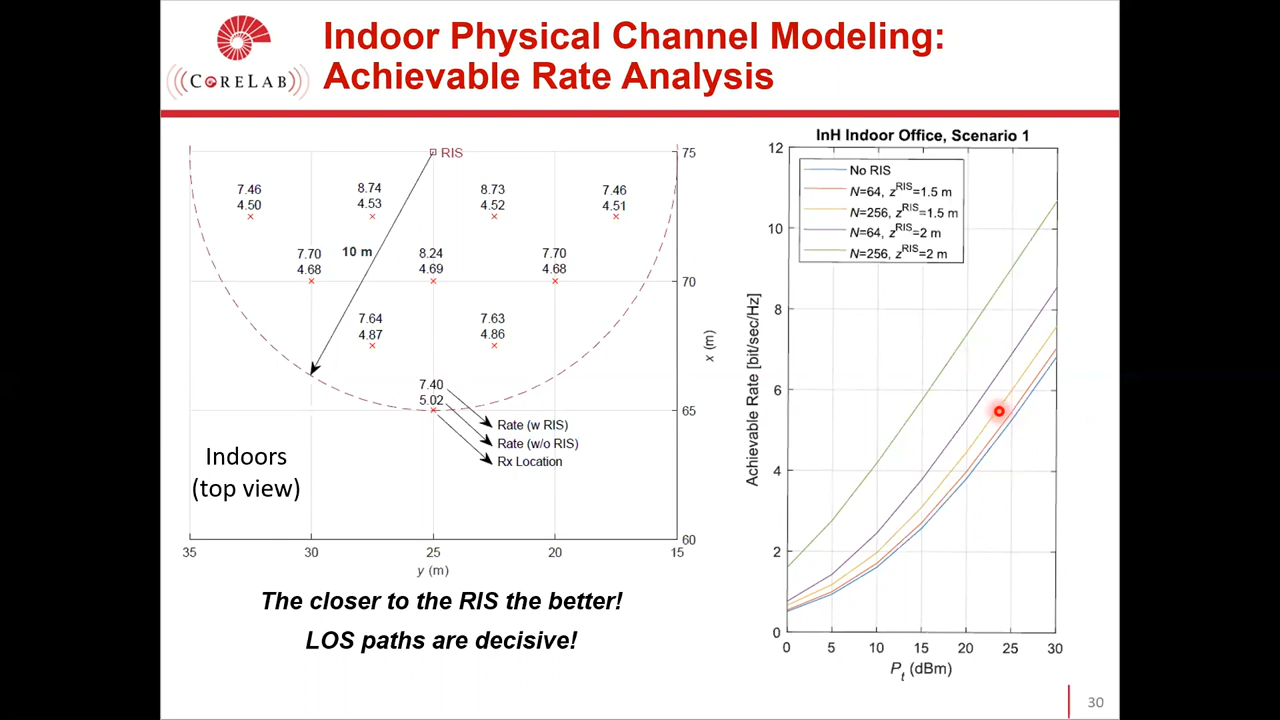 Indoor Physical Channel Modeling:
Achievable Rate Analysis
((CORELAB))
RIS
75
7.46
4.50
8.74
4.53
8.73
4.52
7.46
4.51
10 m
7.70
4.68
8.24
4.69
7.70
4.68
70
7.64
4.87
7.63
4.86
x (m)
7.40
5.02
65
Rate (w RIS)
Rate (w/o RIS)
Rx Location
Indoors
(top view)
60
35
30
25
20
15
y (m)
The closer to the RIS the better!
LOS paths are decisive!
InH Indoor Office, Scenario 1
No RIS
N=64, zRIS=1.5 m
N=256, zRIS=1.5 m
N=64, zRIS=2 m
N=256, zRIS=2 m
Achievable Rate [bit/sec/Hz]
12
10
8
6
4
2
0
0
5
10
15
20
25
30
Pt (dBm)
30